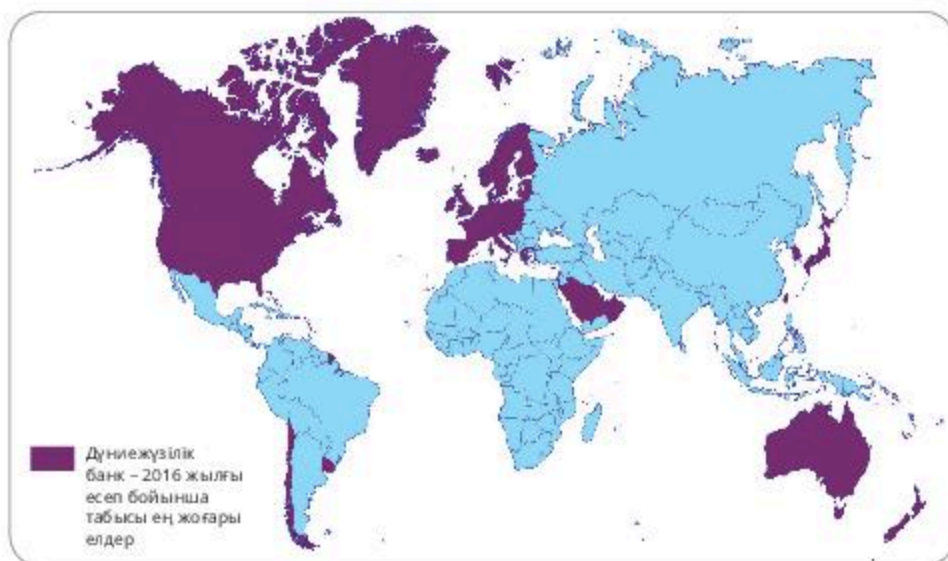 Дүниежүзілік
банк – 2016 жылғы
есеп бойынша
табысы ең жоғары
елдер